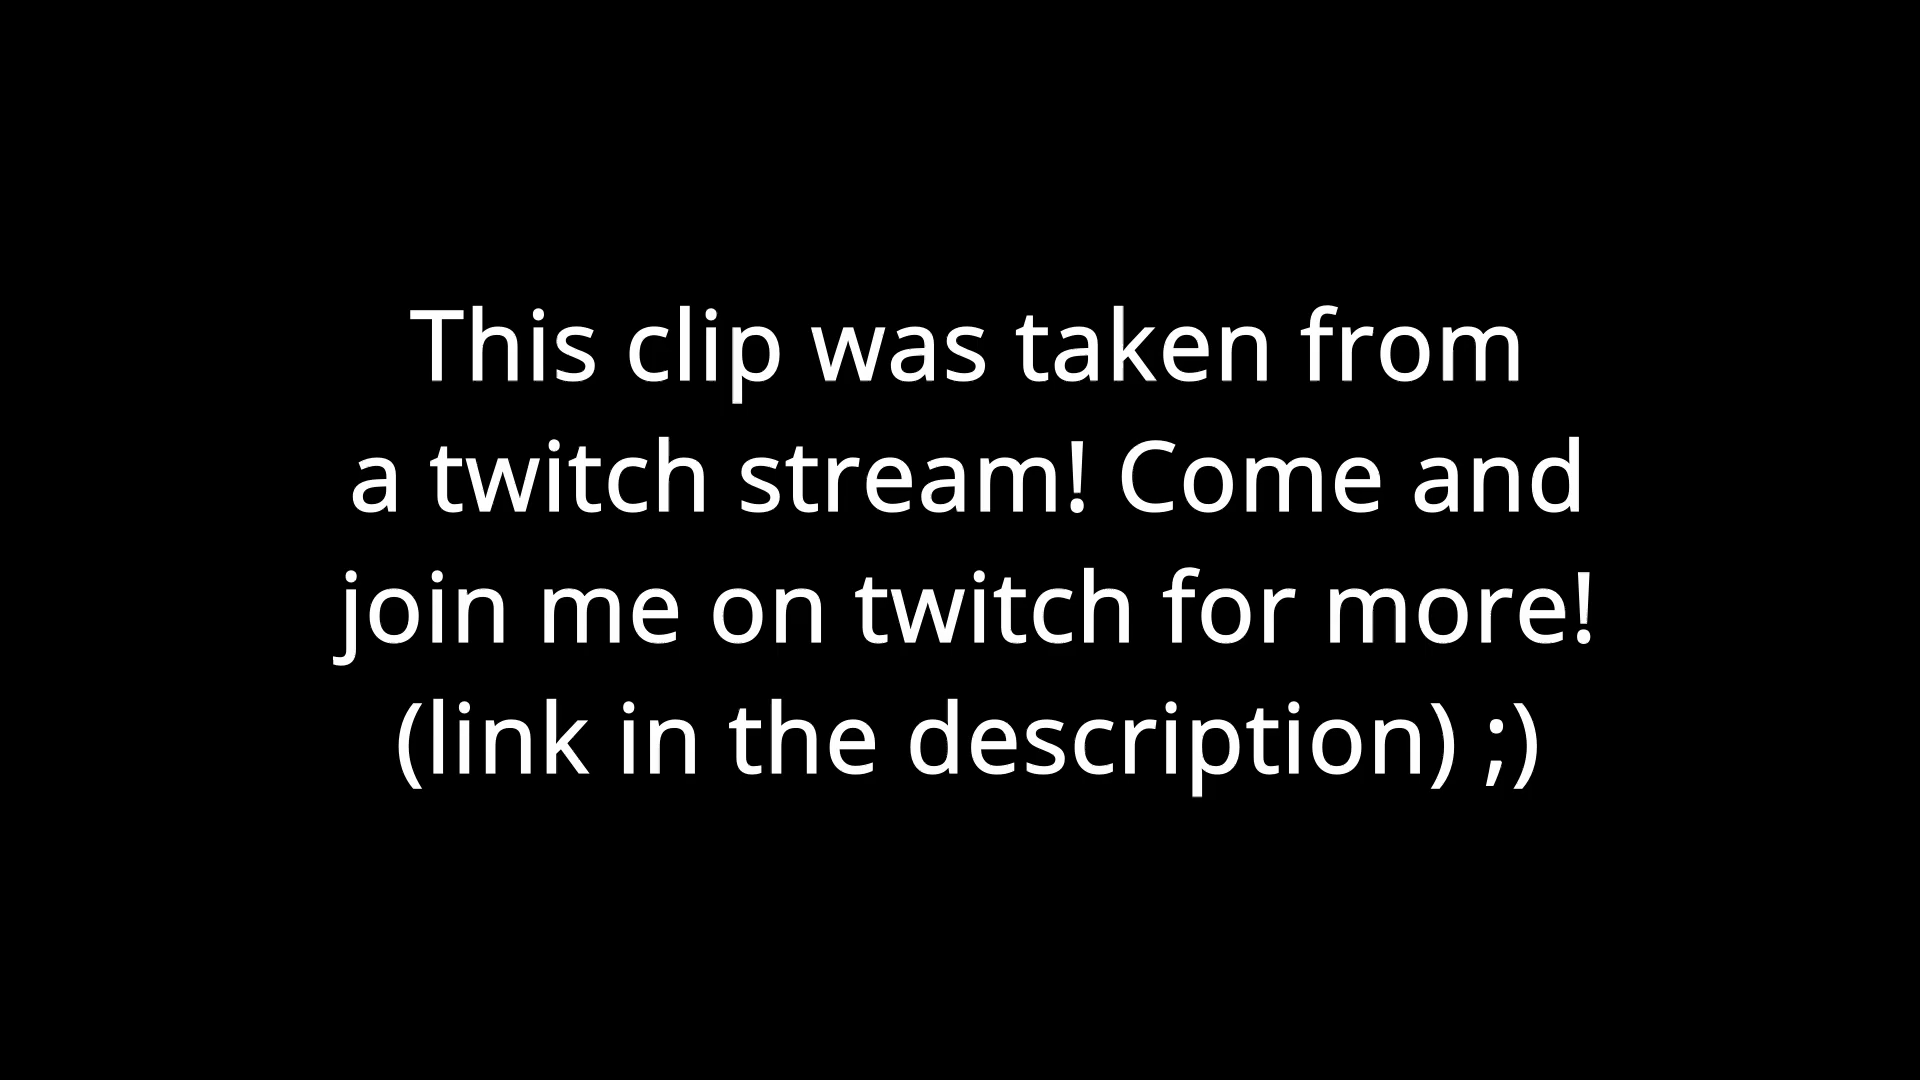 This clip was taken from
a twitch stream! Come and
join me on twitch for more!
(link in the description) ;)